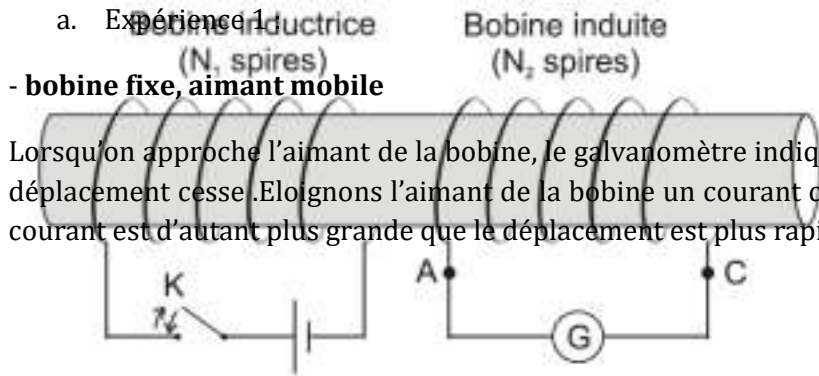 a. Expérience 1 :
Bobine inductrice
(N₁ spires)
Bobine induite
(N₂ spires)
- bobine fixe, aimant mobile
Lorsqu'on approche l'aimant de la bobine, le galvanomètre indiq
déplacement cesse .Eloignons l'aimant de la bobine un courant
courant est d'autant plus grande que le déplacement est plus rapi
K
A
C
G